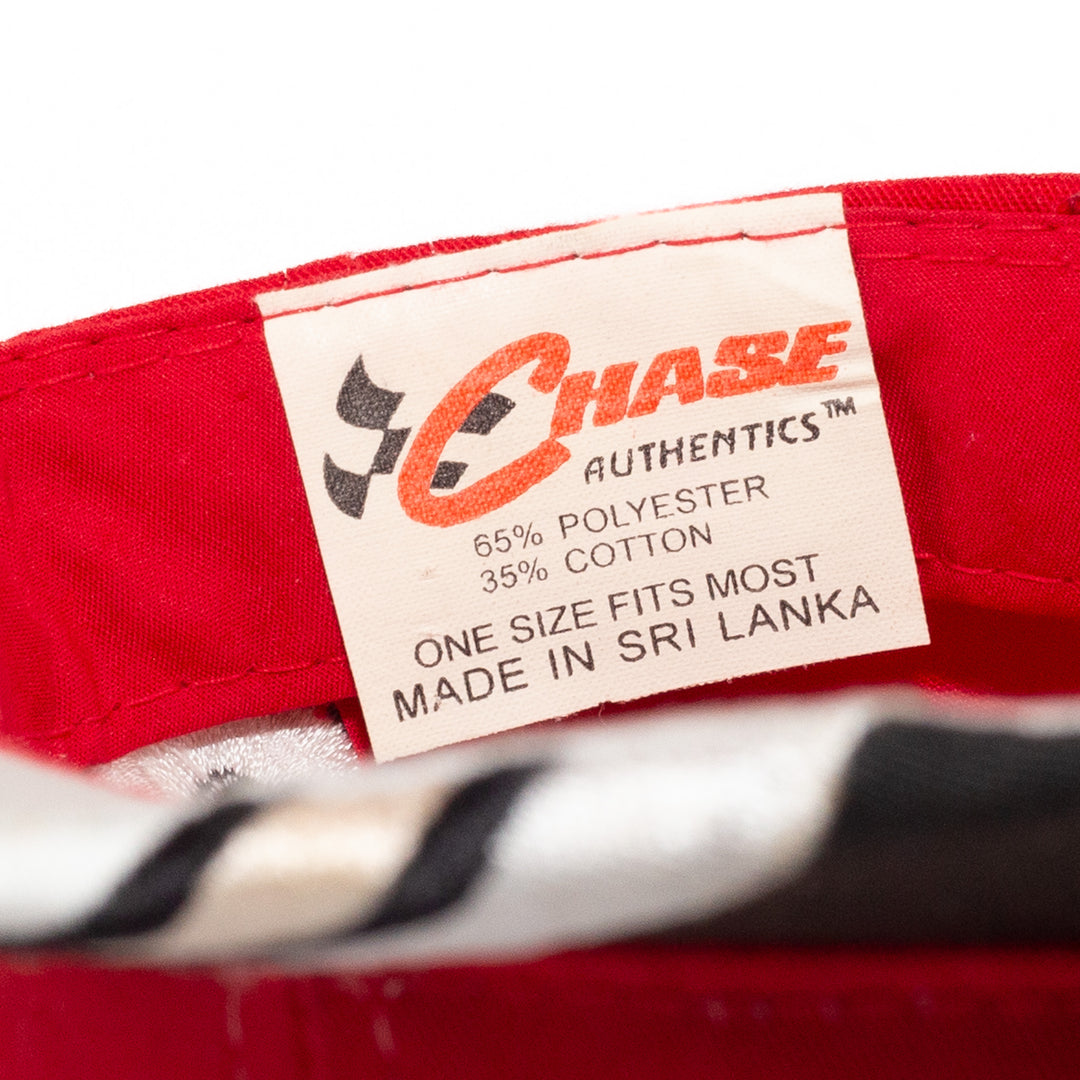 CHASE
AUTHENTICS™
65% POLYESTER
35% COTTON
ONE SIZE FITS MOST
MADE IN SRI LANKA